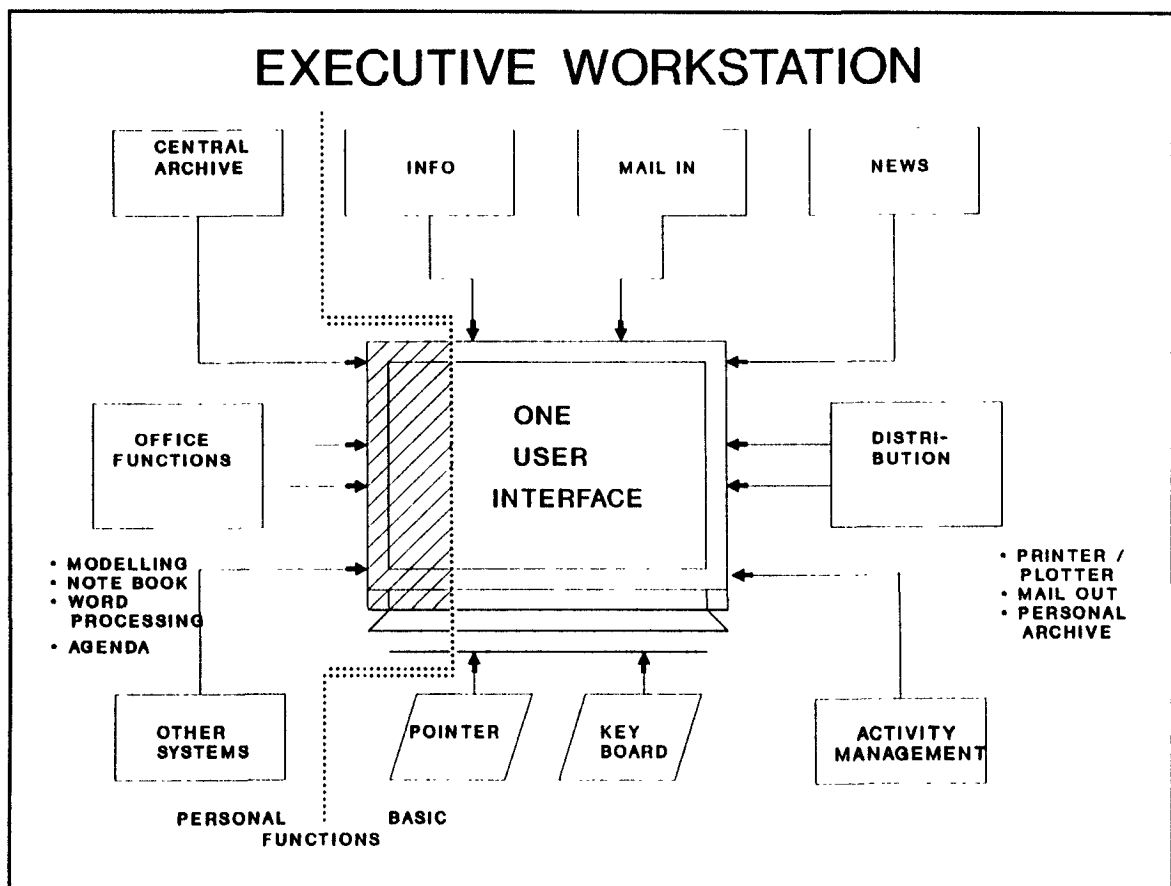 EXECUTIVE WORKSTATION
CENTRAL
ARCHIVE
INFO
MAIL IN
NEWS
OFFICE
FUNCTIONS
ONE
USER
INTERFACE
DISTRI-
BUTION
• MODELLING
• NOTE BOOK
• WORD
PROCESSING
• AGENDA
• PRINTER /
PLOTTER
• MAIL OUT
• PERSONAL
ARCHIVE
OTHER
SYSTEMS
POINTER
KEY
BOARD
ACTIVITY
MANAGEMENT
PERSONAL BASIC
FUNCTIONS